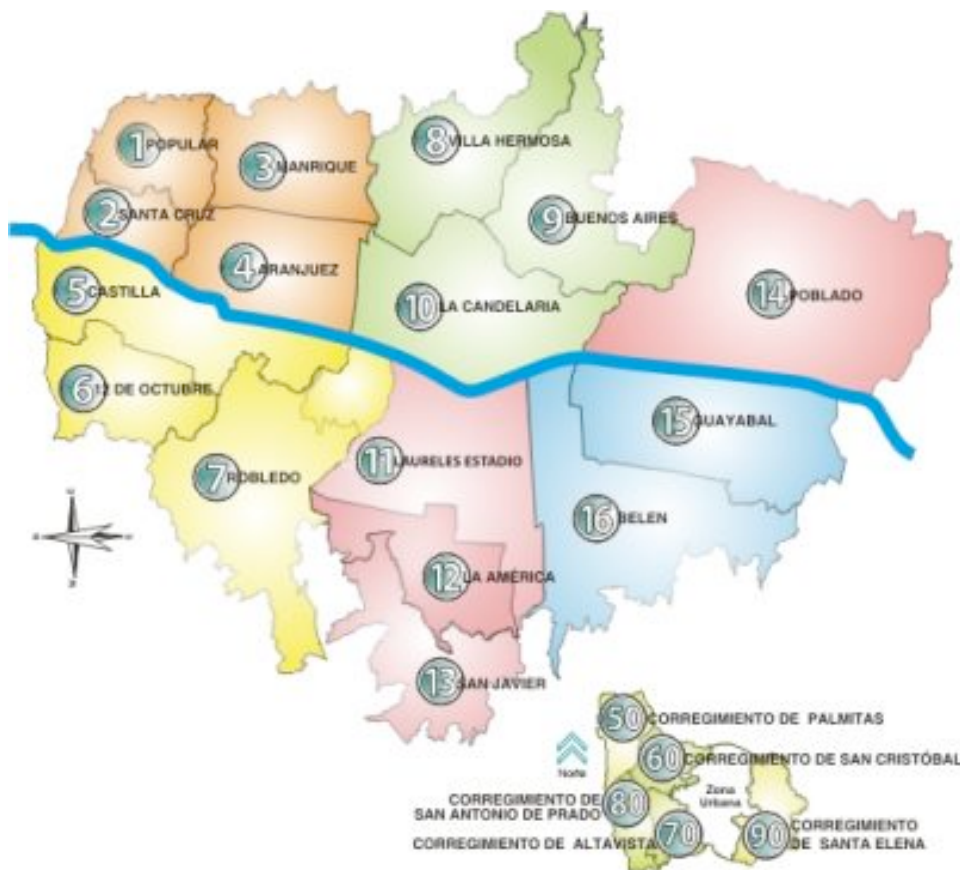 1 POPULAR
3 MANRIQUE
8 VILLA HERMOSA
2 SANTA CRUZ
9 BUENOS AIRES
4 ARANJUEZ
5 CASTILLA
10 LA CANDELARIA
14 POBLADO
6 12 DE OCTUBRE
15 GUAYABAL
11 LAURELES ESTADIO
7 ROBLEDO
16 BELEN
12 LA AMÉRICA
13 SAN JAVIER
50 CORREGIMIENTO DE PALMITAS
60 CORREGIMIENTO DE SAN CRISTÓBAL
Norte
Zona
Urbana
80 CORREGIMIENTO DE
SAN ANTONIO DE PRADO
70 CORREGIMIENTO DE ALTAVISTA
90 CORREGIMIENTO
DE SANTA ELENA